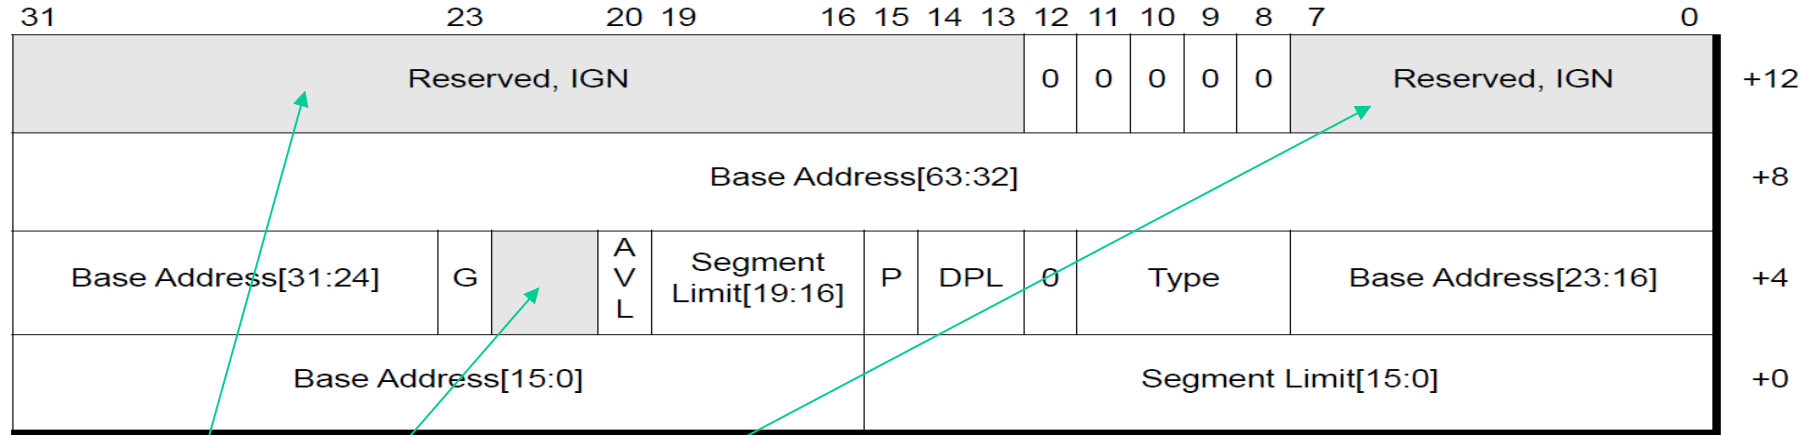 31 23 20 19 16 15 14 13 12 11 10 9 8 7 0
Reserved, IGN 0 0 0 0 0 Reserved, IGN +12
Base Address[63:32] +8
Base Address[31:24] G AVL Segment Limit[19:16] P DPL 0 Type Base Address[23:16] +4
Base Address[15:0] Segment Limit[15:0] +0